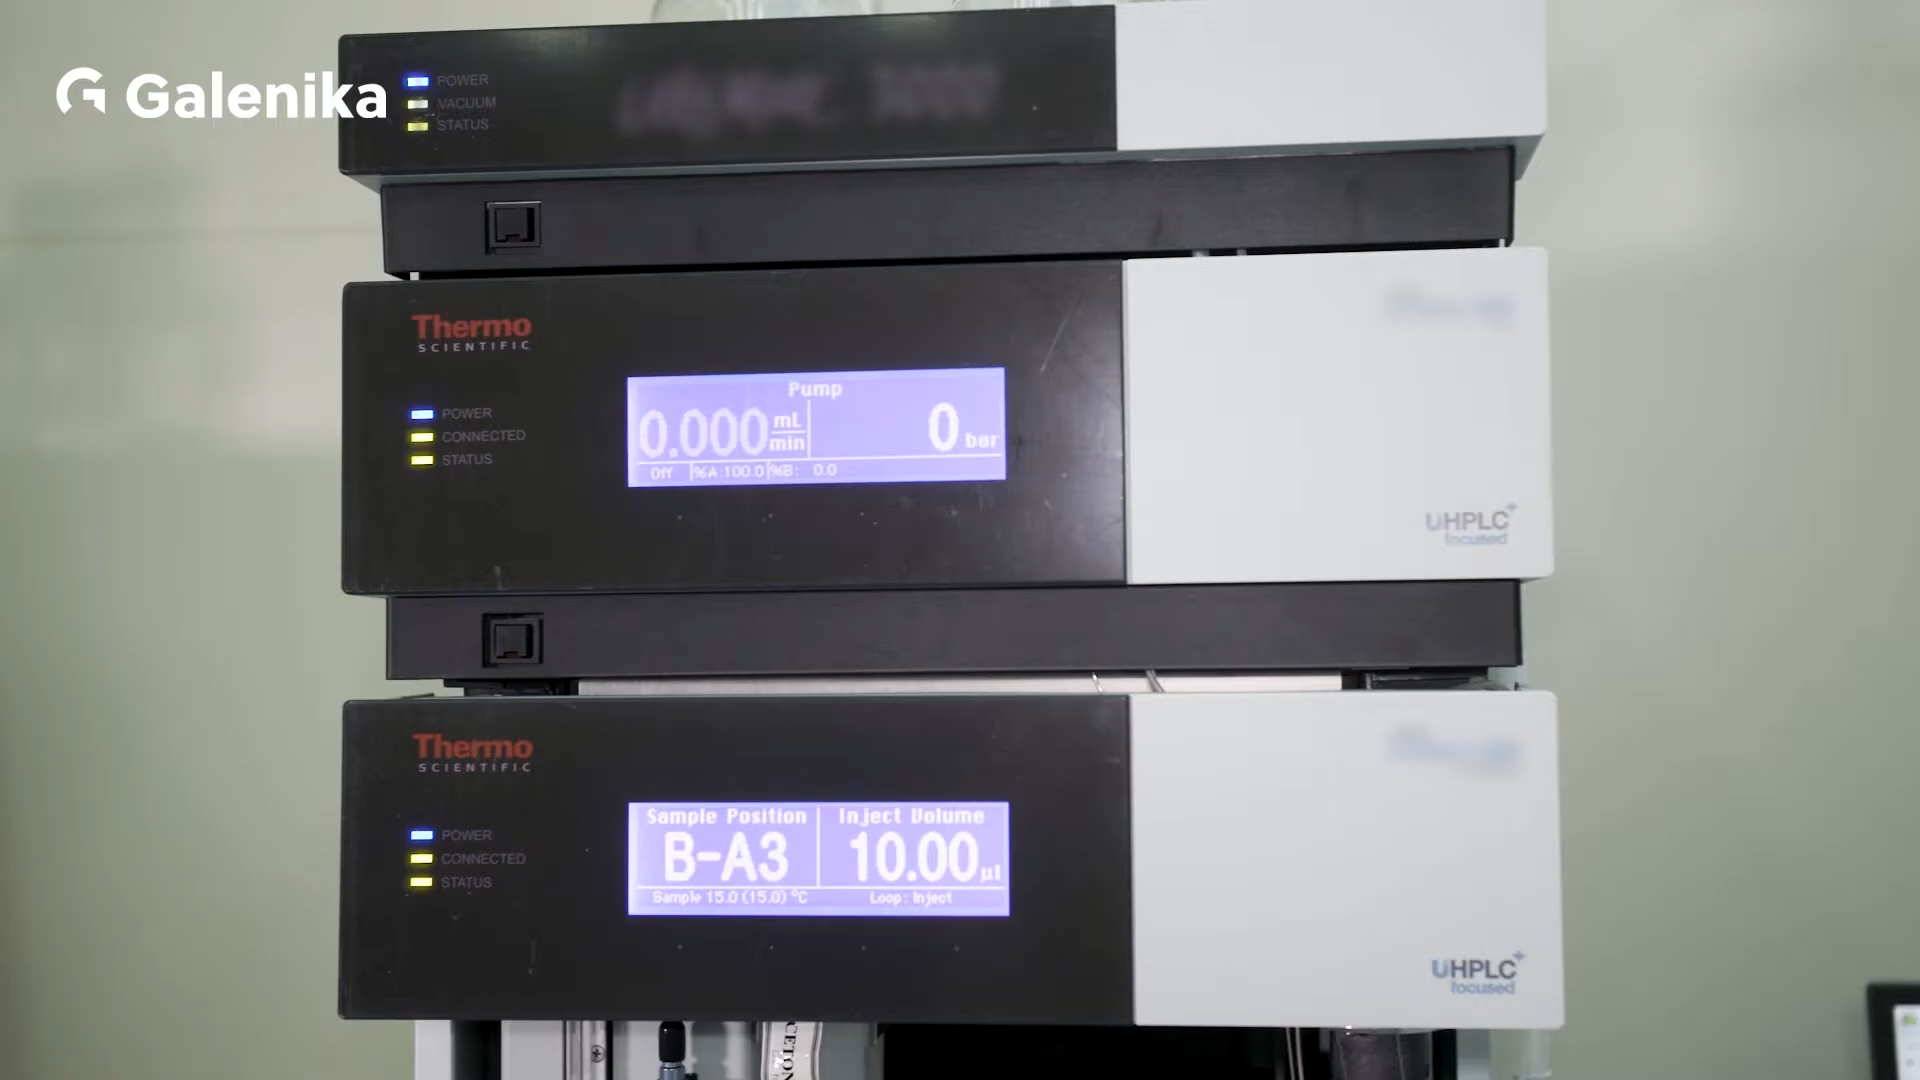 Galenika
POWER
VACUUM
STATUS
Thermo
SCIENTIFIC
POWER
CONNECTED
STATUS
Pump
0.000 mL/min 0 bar
Off %A:100.0 %B: 0.0
UHPLC+
focused
Thermo
SCIENTIFIC
POWER
CONNECTED
STATUS
Sample Position Inject Volume
B-A3 10.00 µl
Sample 15.0 (15.0) °C Loop: Inject
UHPLC+
focused